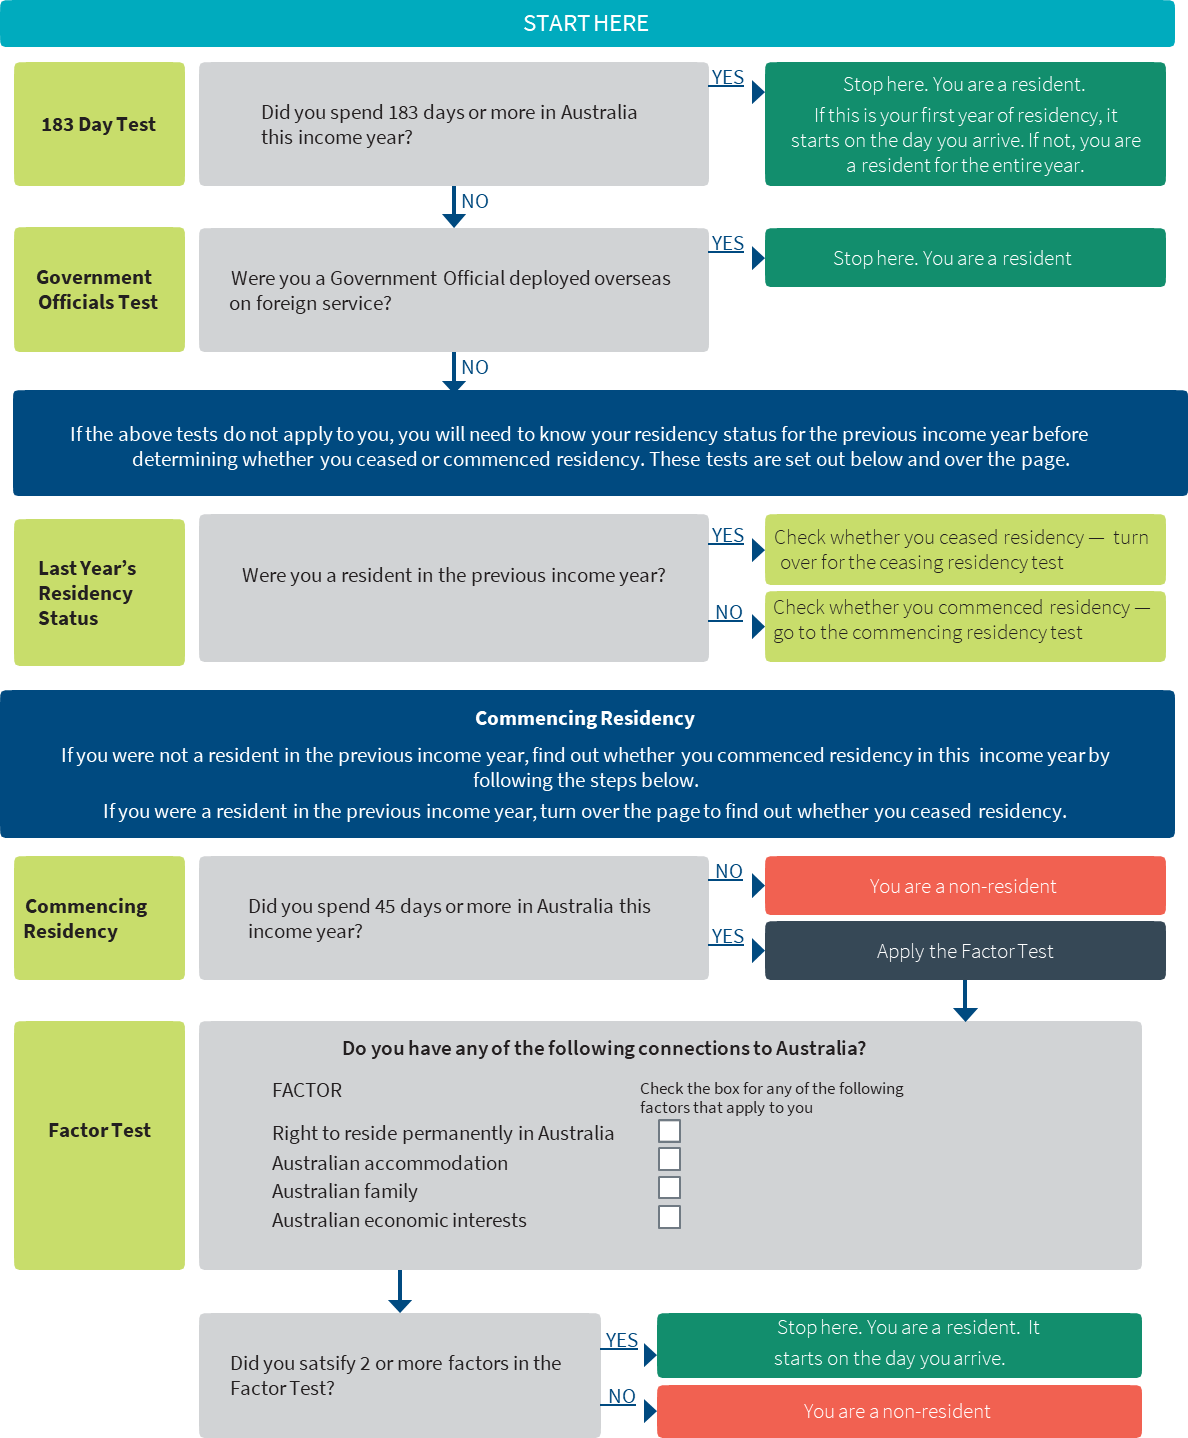 START HERE
183 Day Test
Did you spend 183 days or more in Australia
this income year?
YES
Stop here. You are a resident.
If this is your first year of residency, it
starts on the day you arrive. If not, you are
a resident for the entire year.
NO
Government
Officials Test
Were you a Government Official deployed overseas
on foreign service?
YES
Stop here. You are a resident
NO
If the above tests do not apply to you, you will need to know your residency status for the previous income year before
determining whether you ceased or commenced residency. These tests are set out below and over the page.
Last Year's
Residency
Status
Were you a resident in the previous income year?
YES
Check whether you ceased residency — turn
over for the ceasing residency test
NO
Check whether you commenced residency —
go to the commencing residency test
Commencing Residency
If you were not a resident in the previous income year, find out whether you commenced residency in this income year by
following the steps below.
If you were a resident in the previous income year, turn over the page to find out whether you ceased residency.
Commencing
Residency
Did you spend 45 days or more in Australia this
income year?
NO
You are a non-resident
YES
Apply the Factor Test
Factor Test
Do you have any of the following connections to Australia?
FACTOR
Check the box for any of the following
factors that apply to you
Right to reside permanently in Australia
Australian accommodation
Australian family
Australian economic interests
Did you satsify 2 or more factors in the
Factor Test?
YES
Stop here. You are a resident. It
starts on the day you arrive.
NO
You are a non-resident